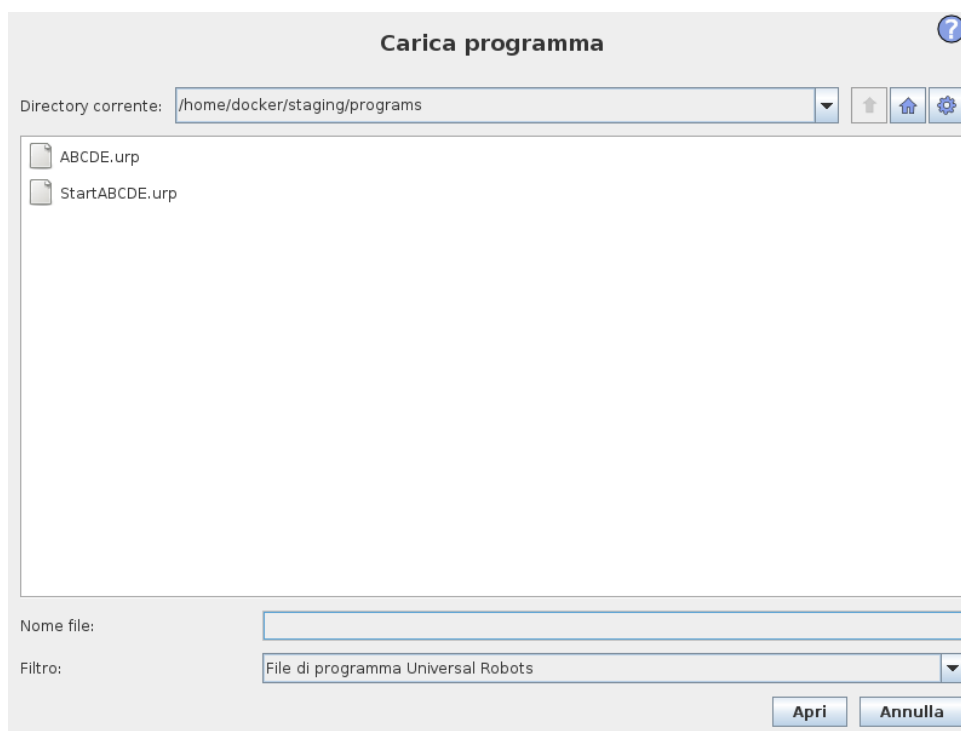 Carica programma
?
Directory corrente: /home/docker/staging/programs
ABCDE.urp
StartABCDE.urp
Nome file:
Filtro: File di programma Universal Robots
Apri Annulla